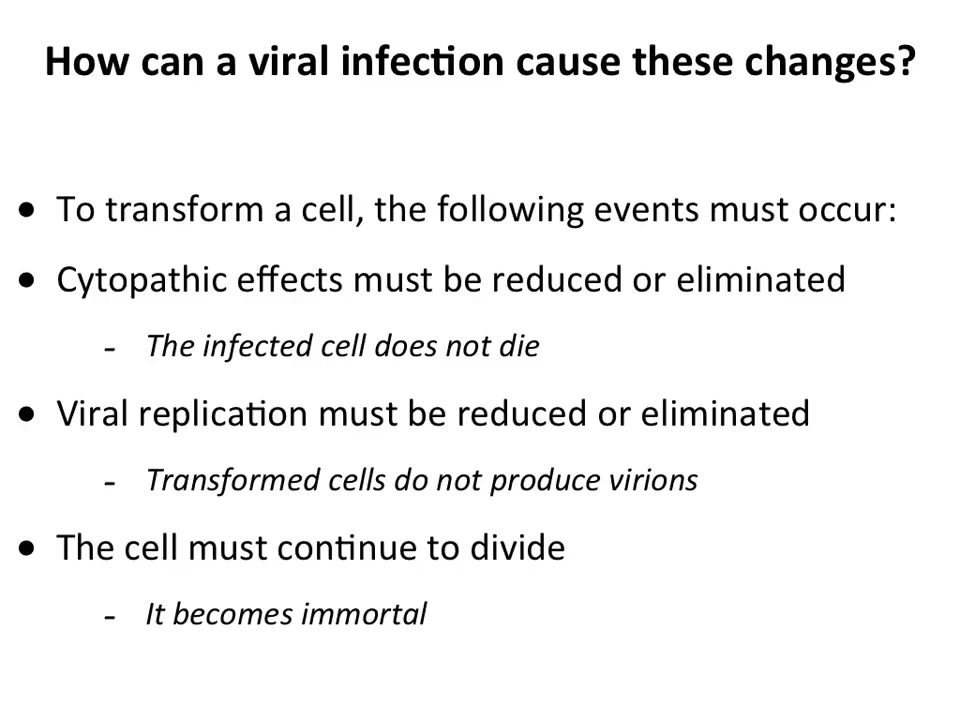 How can a viral infection cause these changes?
• To transform a cell, the following events must occur:
• Cytopathic effects must be reduced or eliminated
- The infected cell does not die
• Viral replication must be reduced or eliminated
- Transformed cells do not produce virions
• The cell must continue to divide
- It becomes immortal